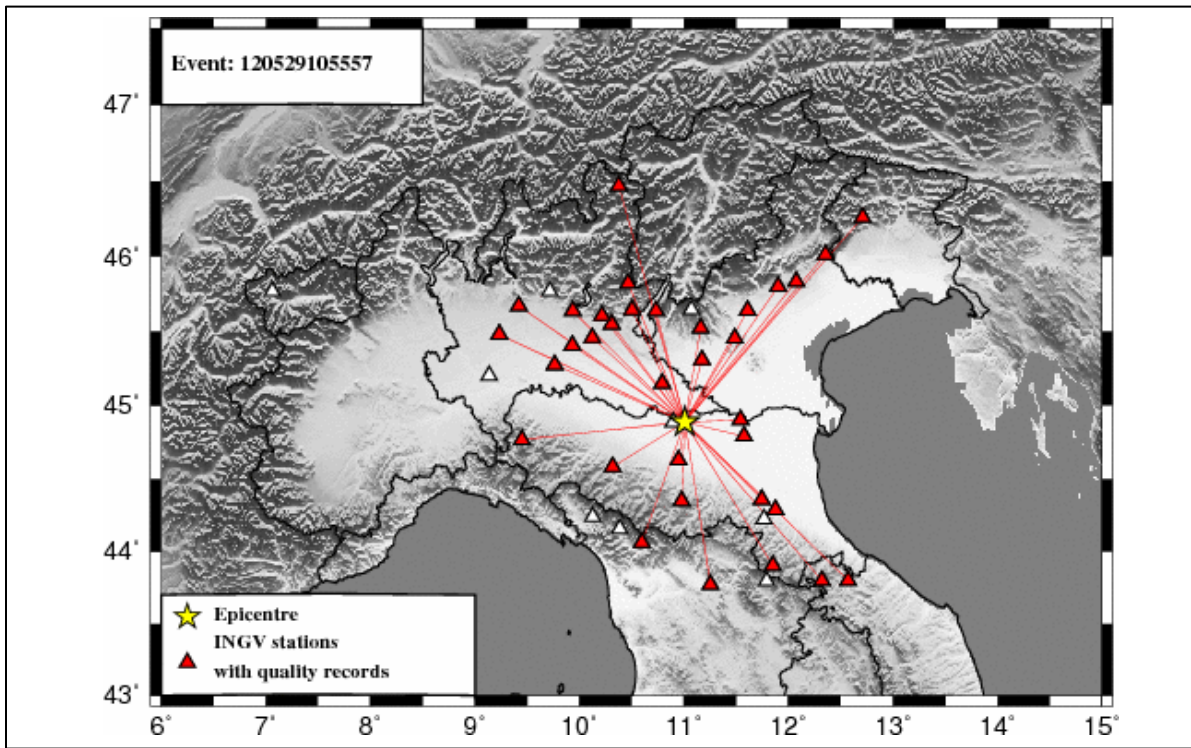 Event: 120529105557
47°
46°
45°
44°
43°
Epicentre
INGV stations
with quality records
6° 7° 8° 9° 10° 11° 12° 13° 14° 15°